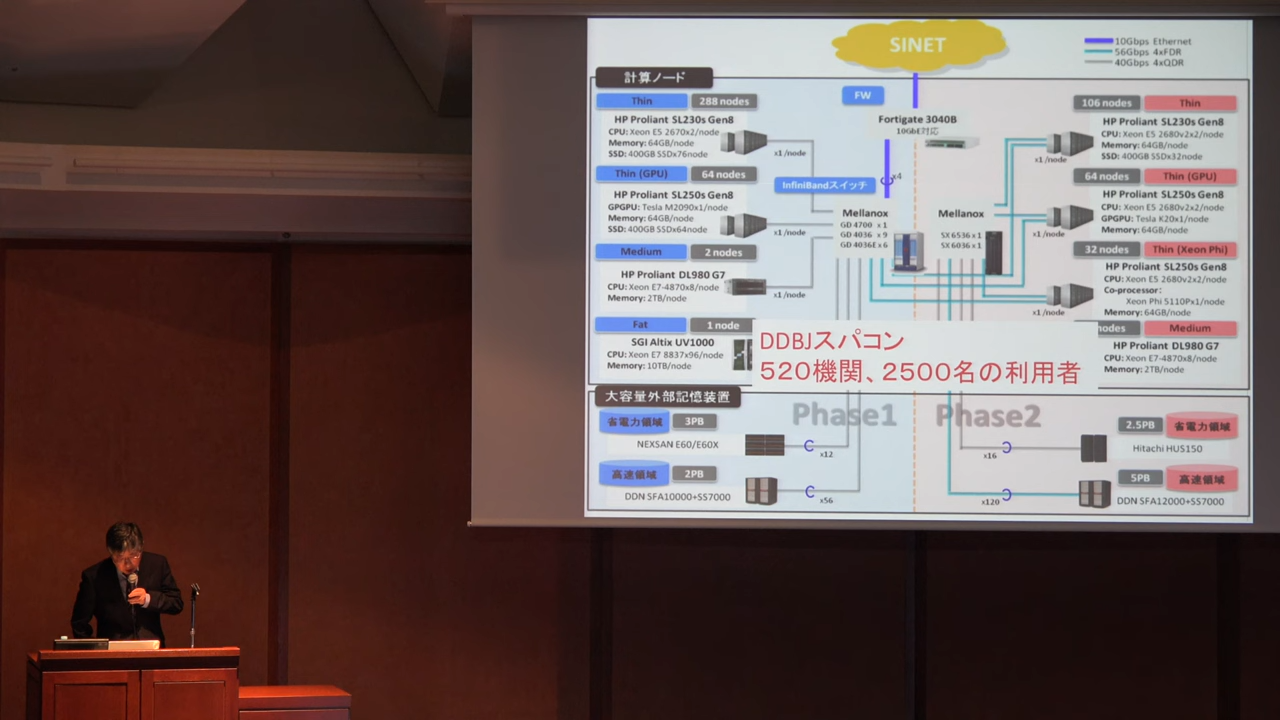 SINET
10Gbps Ethernet
56Gbps 4xFDR
40Gbps 4xQDR
計算ノード
Thin
288 nodes
HP Proliant SL230s Gen8
CPU: Xeon E5 2670x2/node
Memory: 64GB/node
SSD: 400GB SSDx76node
x1/node
Thin (GPU)
64 nodes
HP Proliant SL250s Gen8
GPGPU: Tesla M2090x1/node
Memory: 64GB/node
SSD: 400GB SSDx64node
x1/node
Medium
2 nodes
HP Proliant DL980 G7
CPU: Xeon E7-4870x8/node
Memory: 2TB/node
x1/node
Fat
1 node
SGI Altix UV1000
CPU: Xeon E7 8837x96/node
Memory: 10TB/node
FW
Fortigate 3040B
10GbE対応
InfiniBandスイッチ
x4
Mellanox
GD 4700 x 1
GD 4036 x 9
GD 4036E x 6
Mellanox
SX 6536 x 1
SX 6036 x 1
106 nodes
Thin
HP Proliant SL230s Gen8
CPU: Xeon E5 2680v2x2/node
Memory: 64GB/node
SSD: 400GB SSDx32node
x1/node
64 nodes
Thin (GPU)
HP Proliant SL250s Gen8
CPU: Xeon E5 2680v2x2/node
GPGPU: Tesla K20x1/node
Memory: 64GB/node
x1/node
32 nodes
Thin (Xeon Phi)
HP Proliant SL250s Gen8
CPU: Xeon E5 2680v2x2/node
Co-processor:
Xeon Phi 5110Px1/node
Memory: 64GB/node
x1/node
nodes
Medium
HP Proliant DL980 G7
CPU: Xeon E7-4870x8/node
Memory: 2TB/node
DDBJスパコン
520機関、2500名の利用者
大容量外部記憶装置
Phase1
Phase2
省電力領域
3PB
NEXSAN E60/E60X
x12
高速領域
2PB
DDN SFA10000+SS7000
x56
2.5PB
省電力領域
Hitachi HUS150
x16
5PB
高速領域
DDN SFA12000+SS7000
x120